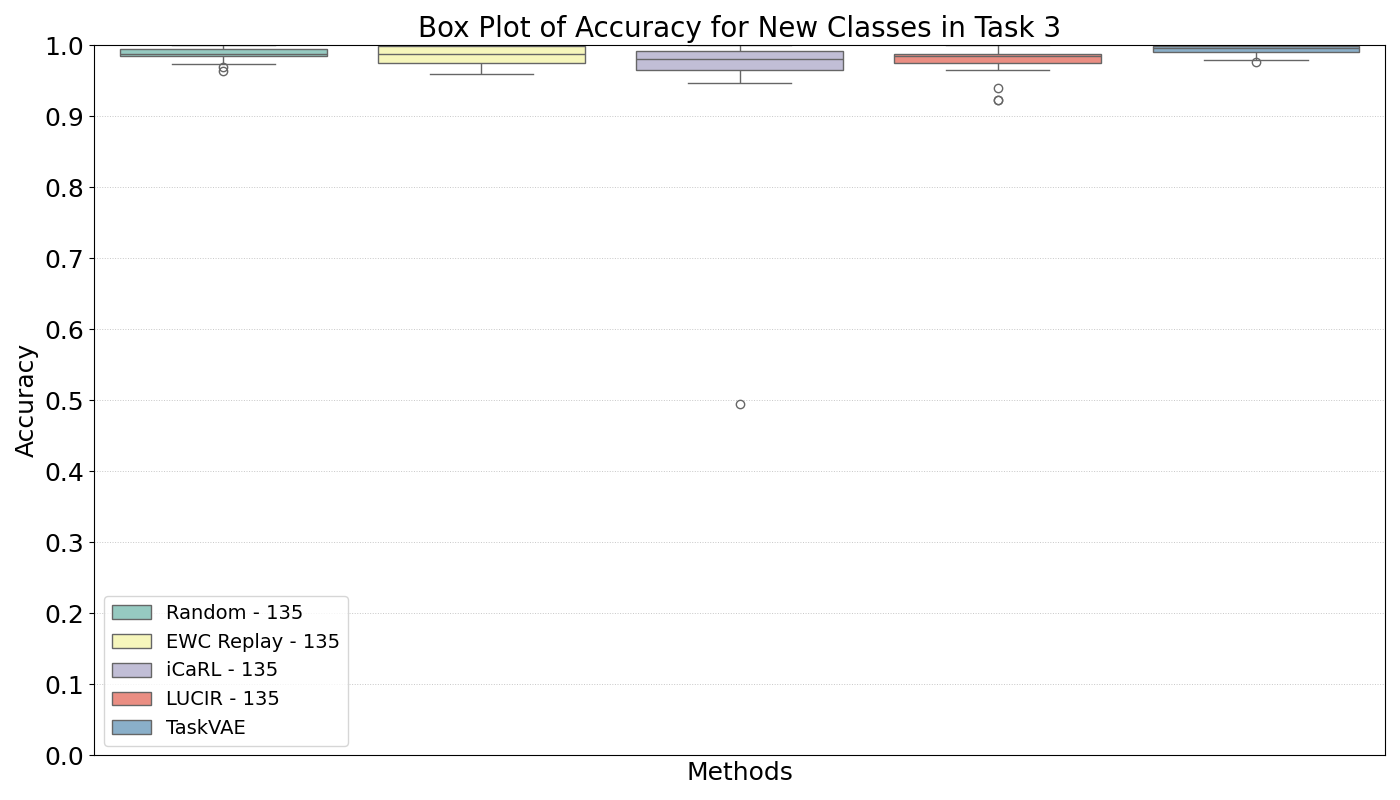 Box Plot of Accuracy for New Classes in Task 3
1.0
0.9
0.8
0.7
0.6
0.5
0.4
0.3
0.2
0.1
0.0
Accuracy
Random - 135
EWC Replay - 135
iCaRL - 135
LUCIR - 135
TaskVAE
Methods